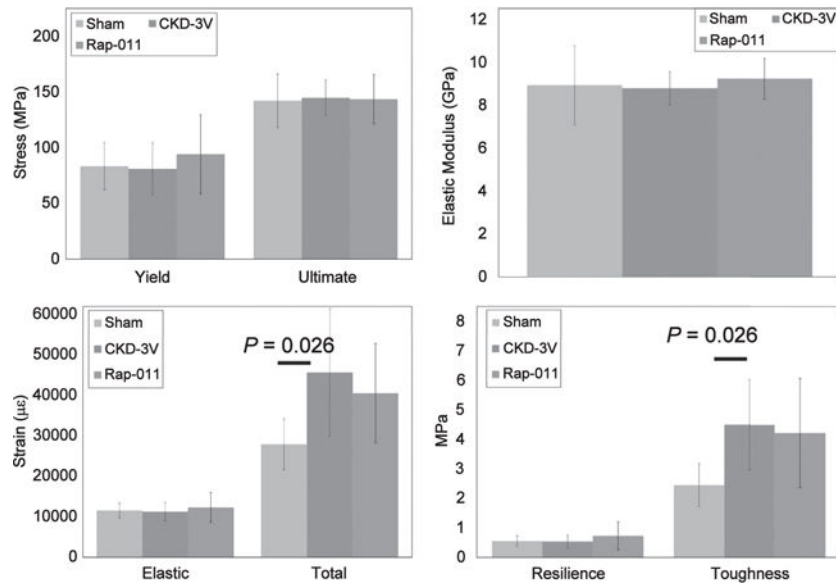 225
200
150
100
50
0
Stress (MPa)
Sham CKD-3V
Rap-011
Yield Ultimate
12
10
8
6
4
2
0
Elastic Modulus (GPa)
Sham CKD-3V
Rap-011
60000
50000
40000
30000
20000
10000
0
Strain (με)
Sham
CKD-3V
Rap-011
P = 0.026
Elastic Total
8
7
6
5
4
3
2
1
0
MPa
Sham
CKD-3V
Rap-011
P = 0.026
Resilience Toughness